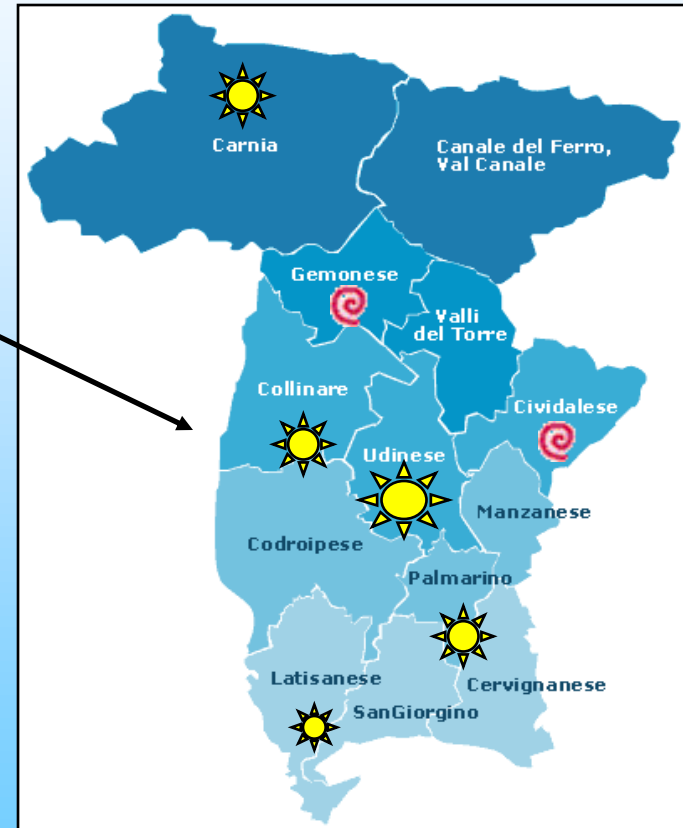 Carnia
Canale del Ferro,
Val Canale
Gemonese
Valli
del Torre
Collinare
Cividalese
Udinese
Manzanese
Codroipese
Palmarino
Latisanese
Cervignanese
SanGiorgino